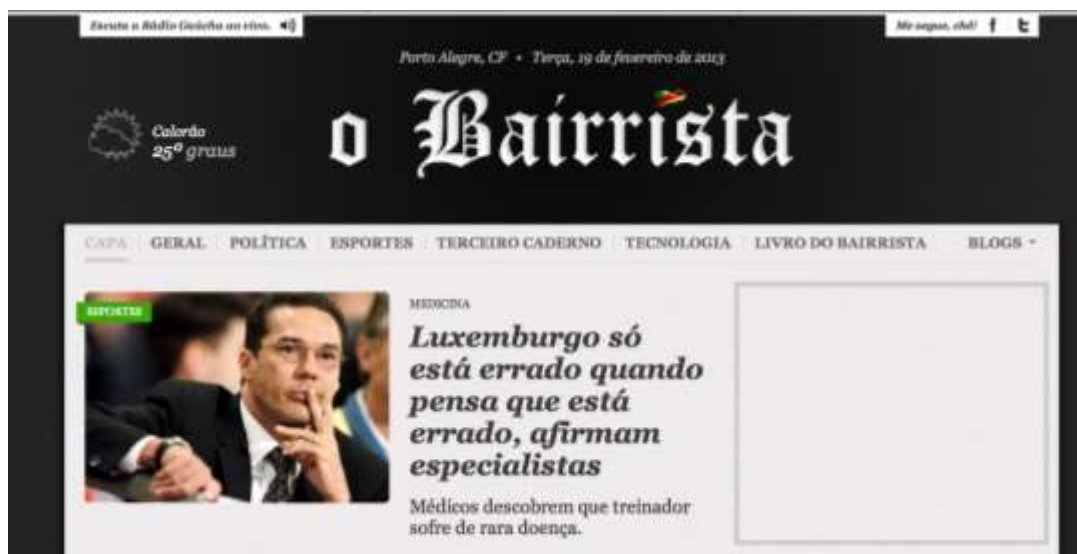 Escuta a Rádio Gaúcha ao vivo.
Me segue, chê!
Porto Alegre, CF • Terça, 19 de fevereiro de 2013
o Bairrista
Calorão
25º graus
CAPA GERAL POLÍTICA ESPORTES TERCEIRO CADERNO TECNOLOGIA LIVRO DO BAIRRISTA BLOGS
ESPORTES
MEDICINA
Luxemburgo só
está errado quando
pensa que está
errado, afirmam
especialistas
Médicos descobrem que treinador
sofre de rara doença.